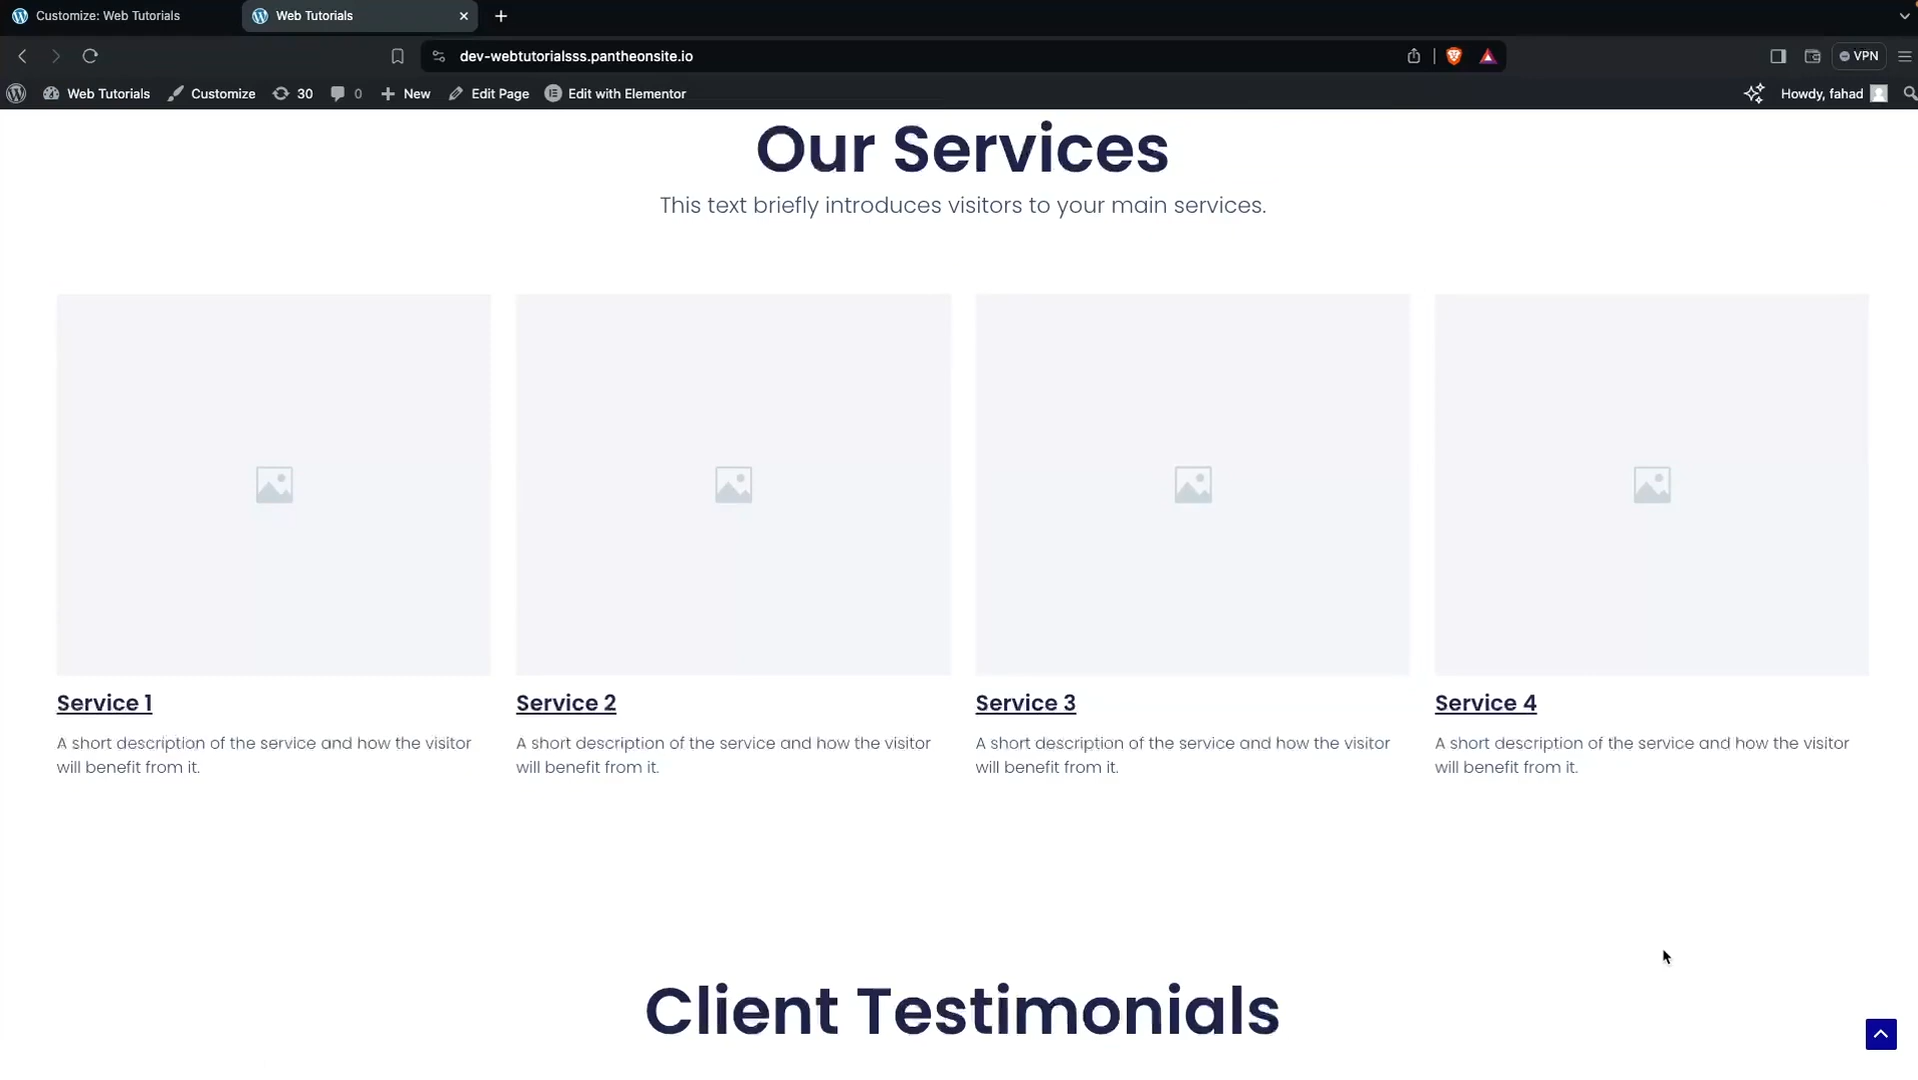 Customize: Web Tutorials
Web Tutorials
dev-webtutorialsss.pantheonsite.io
VPN
Web Tutorials
Customize
30
0
New
Edit Page
Edit with Elementor
Howdy, fahad
Our Services
This text briefly introduces visitors to your main services.
Service 1
A short description of the service and how the visitor
will benefit from it.
Service 2
A short description of the service and how the visitor
will benefit from it.
Service 3
A short description of the service and how the visitor
will benefit from it.
Service 4
A short description of the service and how the visitor
will benefit from it.
Client Testimonials